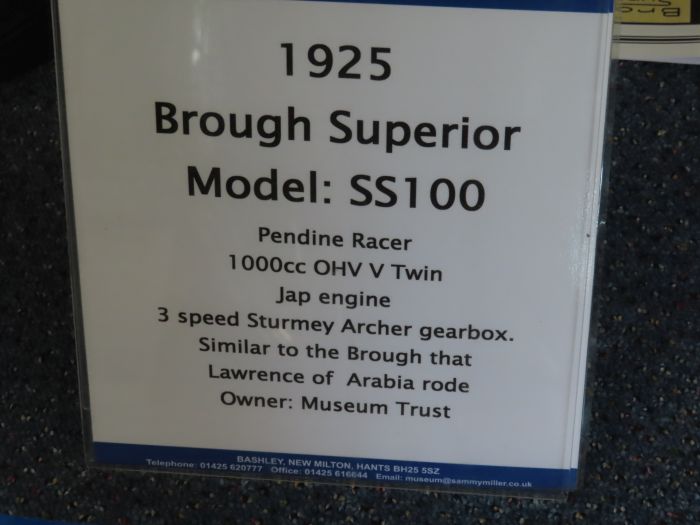 1925
Brough Superior
Model: SS100
Pendine Racer
1000cc OHV V Twin
Jap engine
3 speed Sturmey Archer gearbox.
Similar to the Brough that
Lawrence of Arabia rode
Owner: Museum Trust
BASHLEY, NEW MILTON, HANTS BH25 5SZ
Telephone: 01425 620777 Office: 01425 616644 Email: museum@sammymiller.co.uk